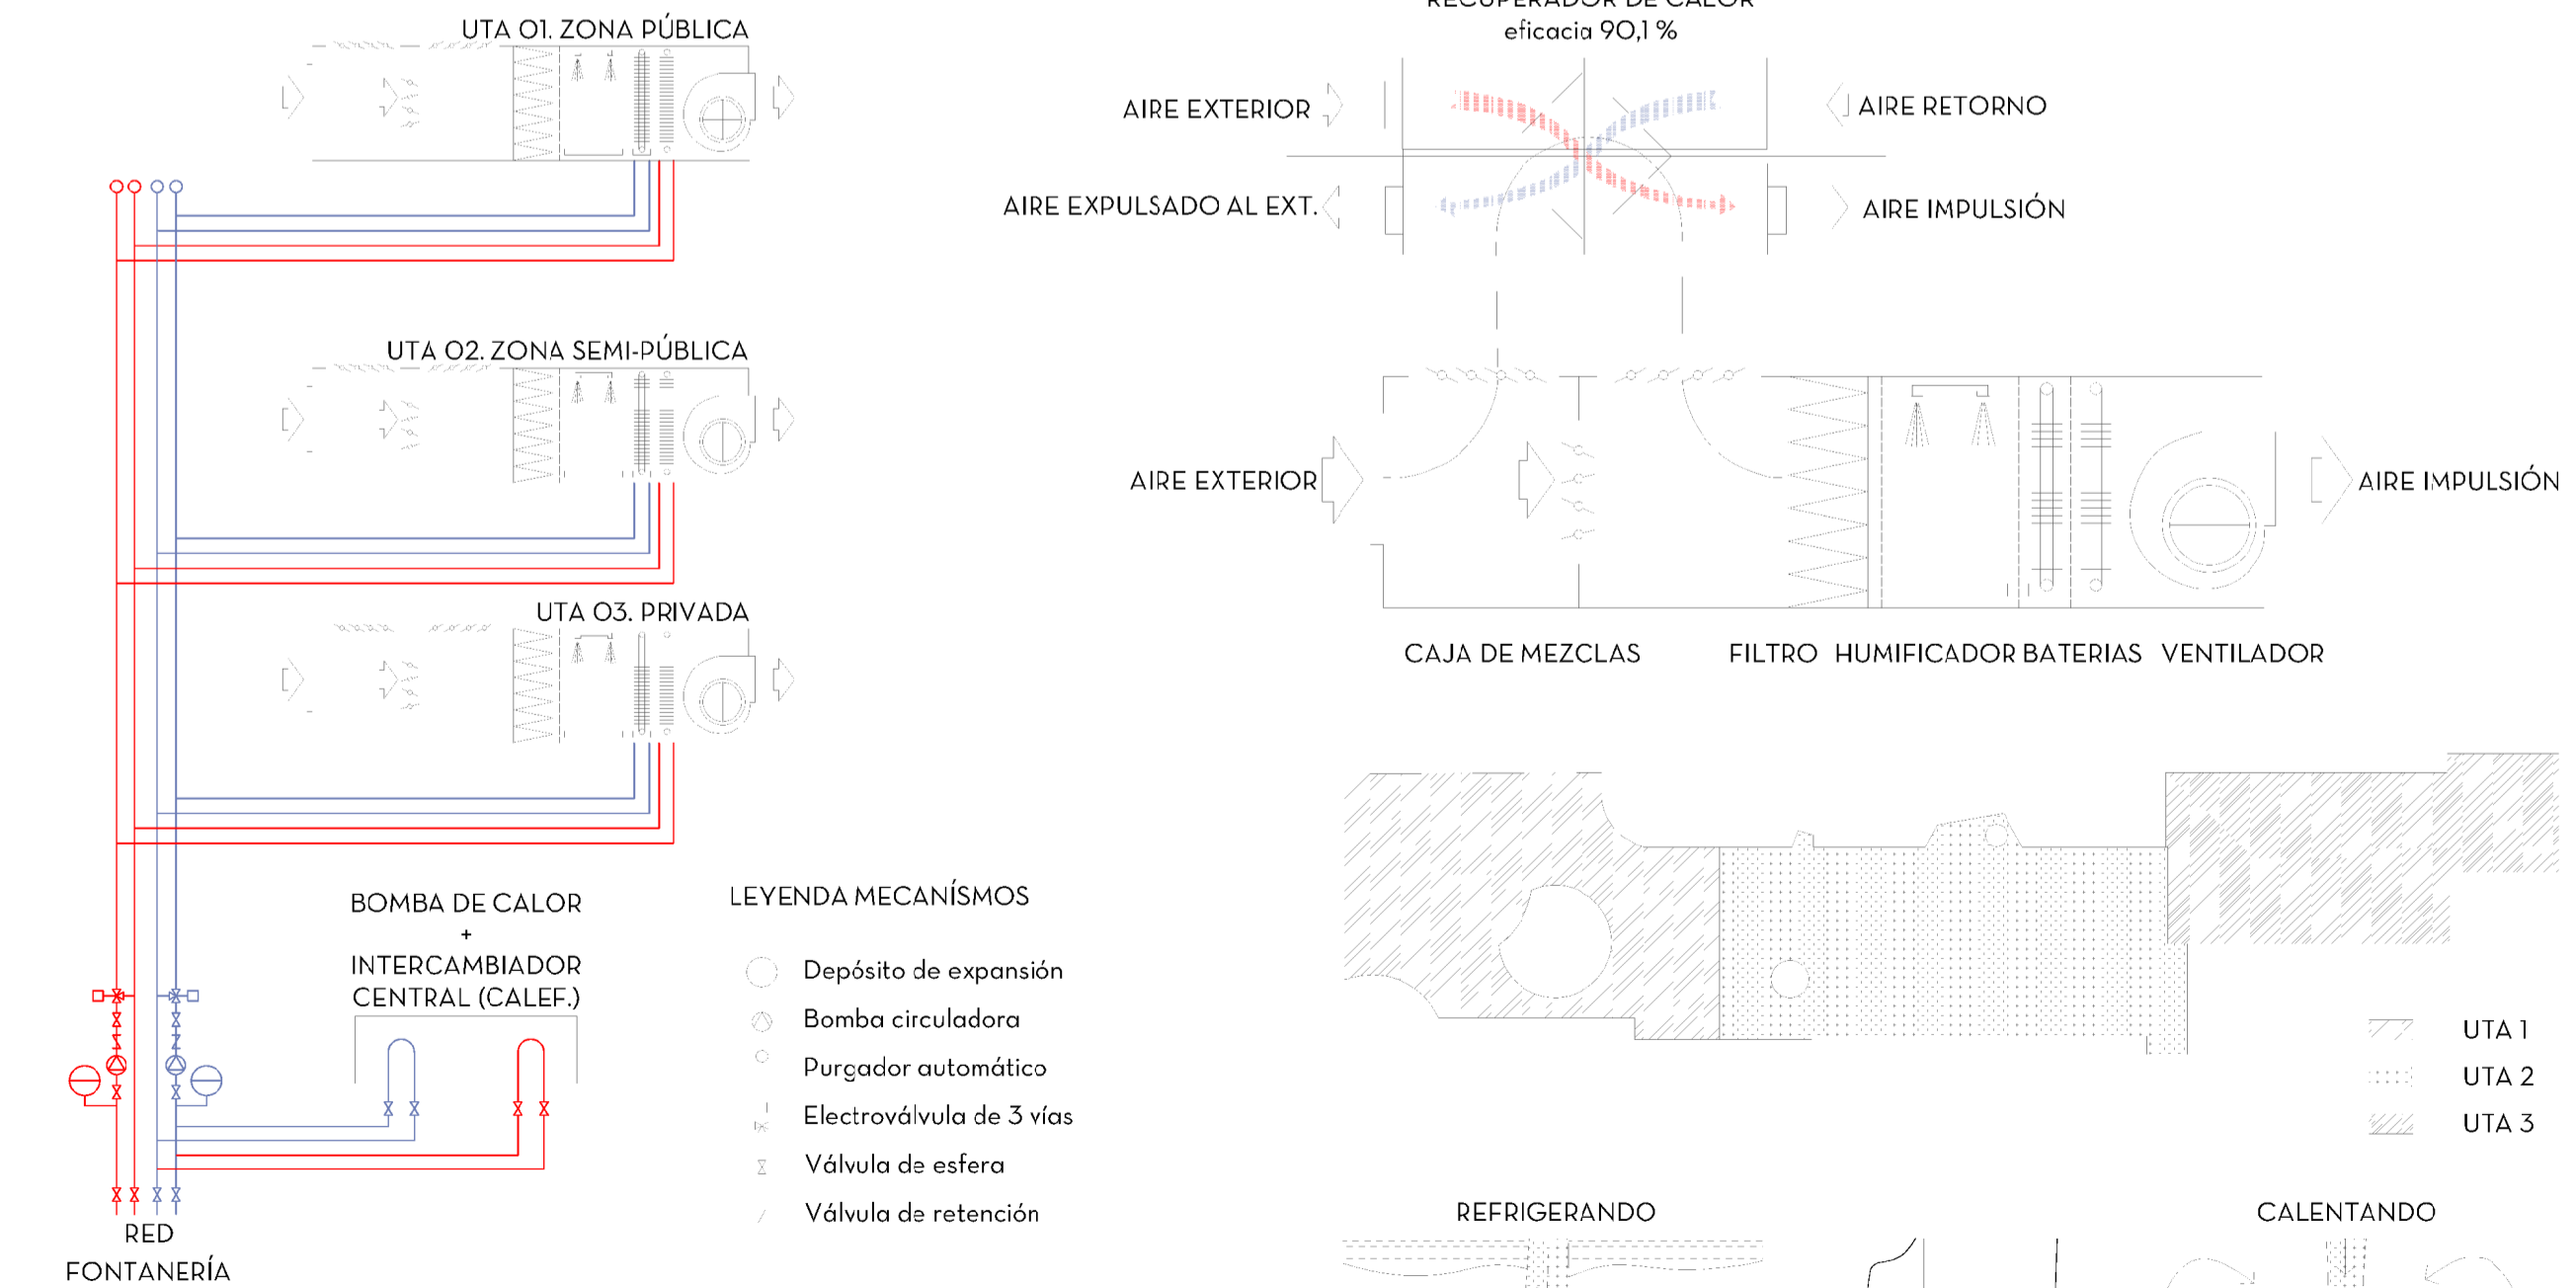 UTA 01. ZONA PÚBLICA
UTA 02. ZONA SEMI-PÚBLICA
UTA 03. PRIVADA
BOMBA DE CALOR
+
INTERCAMBIADOR
CENTRAL (CALEF.)
RED
FONTANERÍA
LEYENDA MECANÍSMOS
Depósito de expansión
Bomba circuladora
Purgador automático
Electroválvula de 3 vías
Válvula de esfera
Válvula de retención
RECUPERADOR DE CALOR
eficacia 90,1 %
AIRE EXTERIOR
AIRE RETORNO
AIRE EXPULSADO AL EXT.
AIRE IMPULSIÓN
AIRE EXTERIOR
AIRE IMPULSIÓN
CAJA DE MEZCLAS
FILTRO
HUMIFICADOR
BATERIAS
VENTILADOR
UTA 1
UTA 2
UTA 3
REFRIGERANDO
CALENTANDO